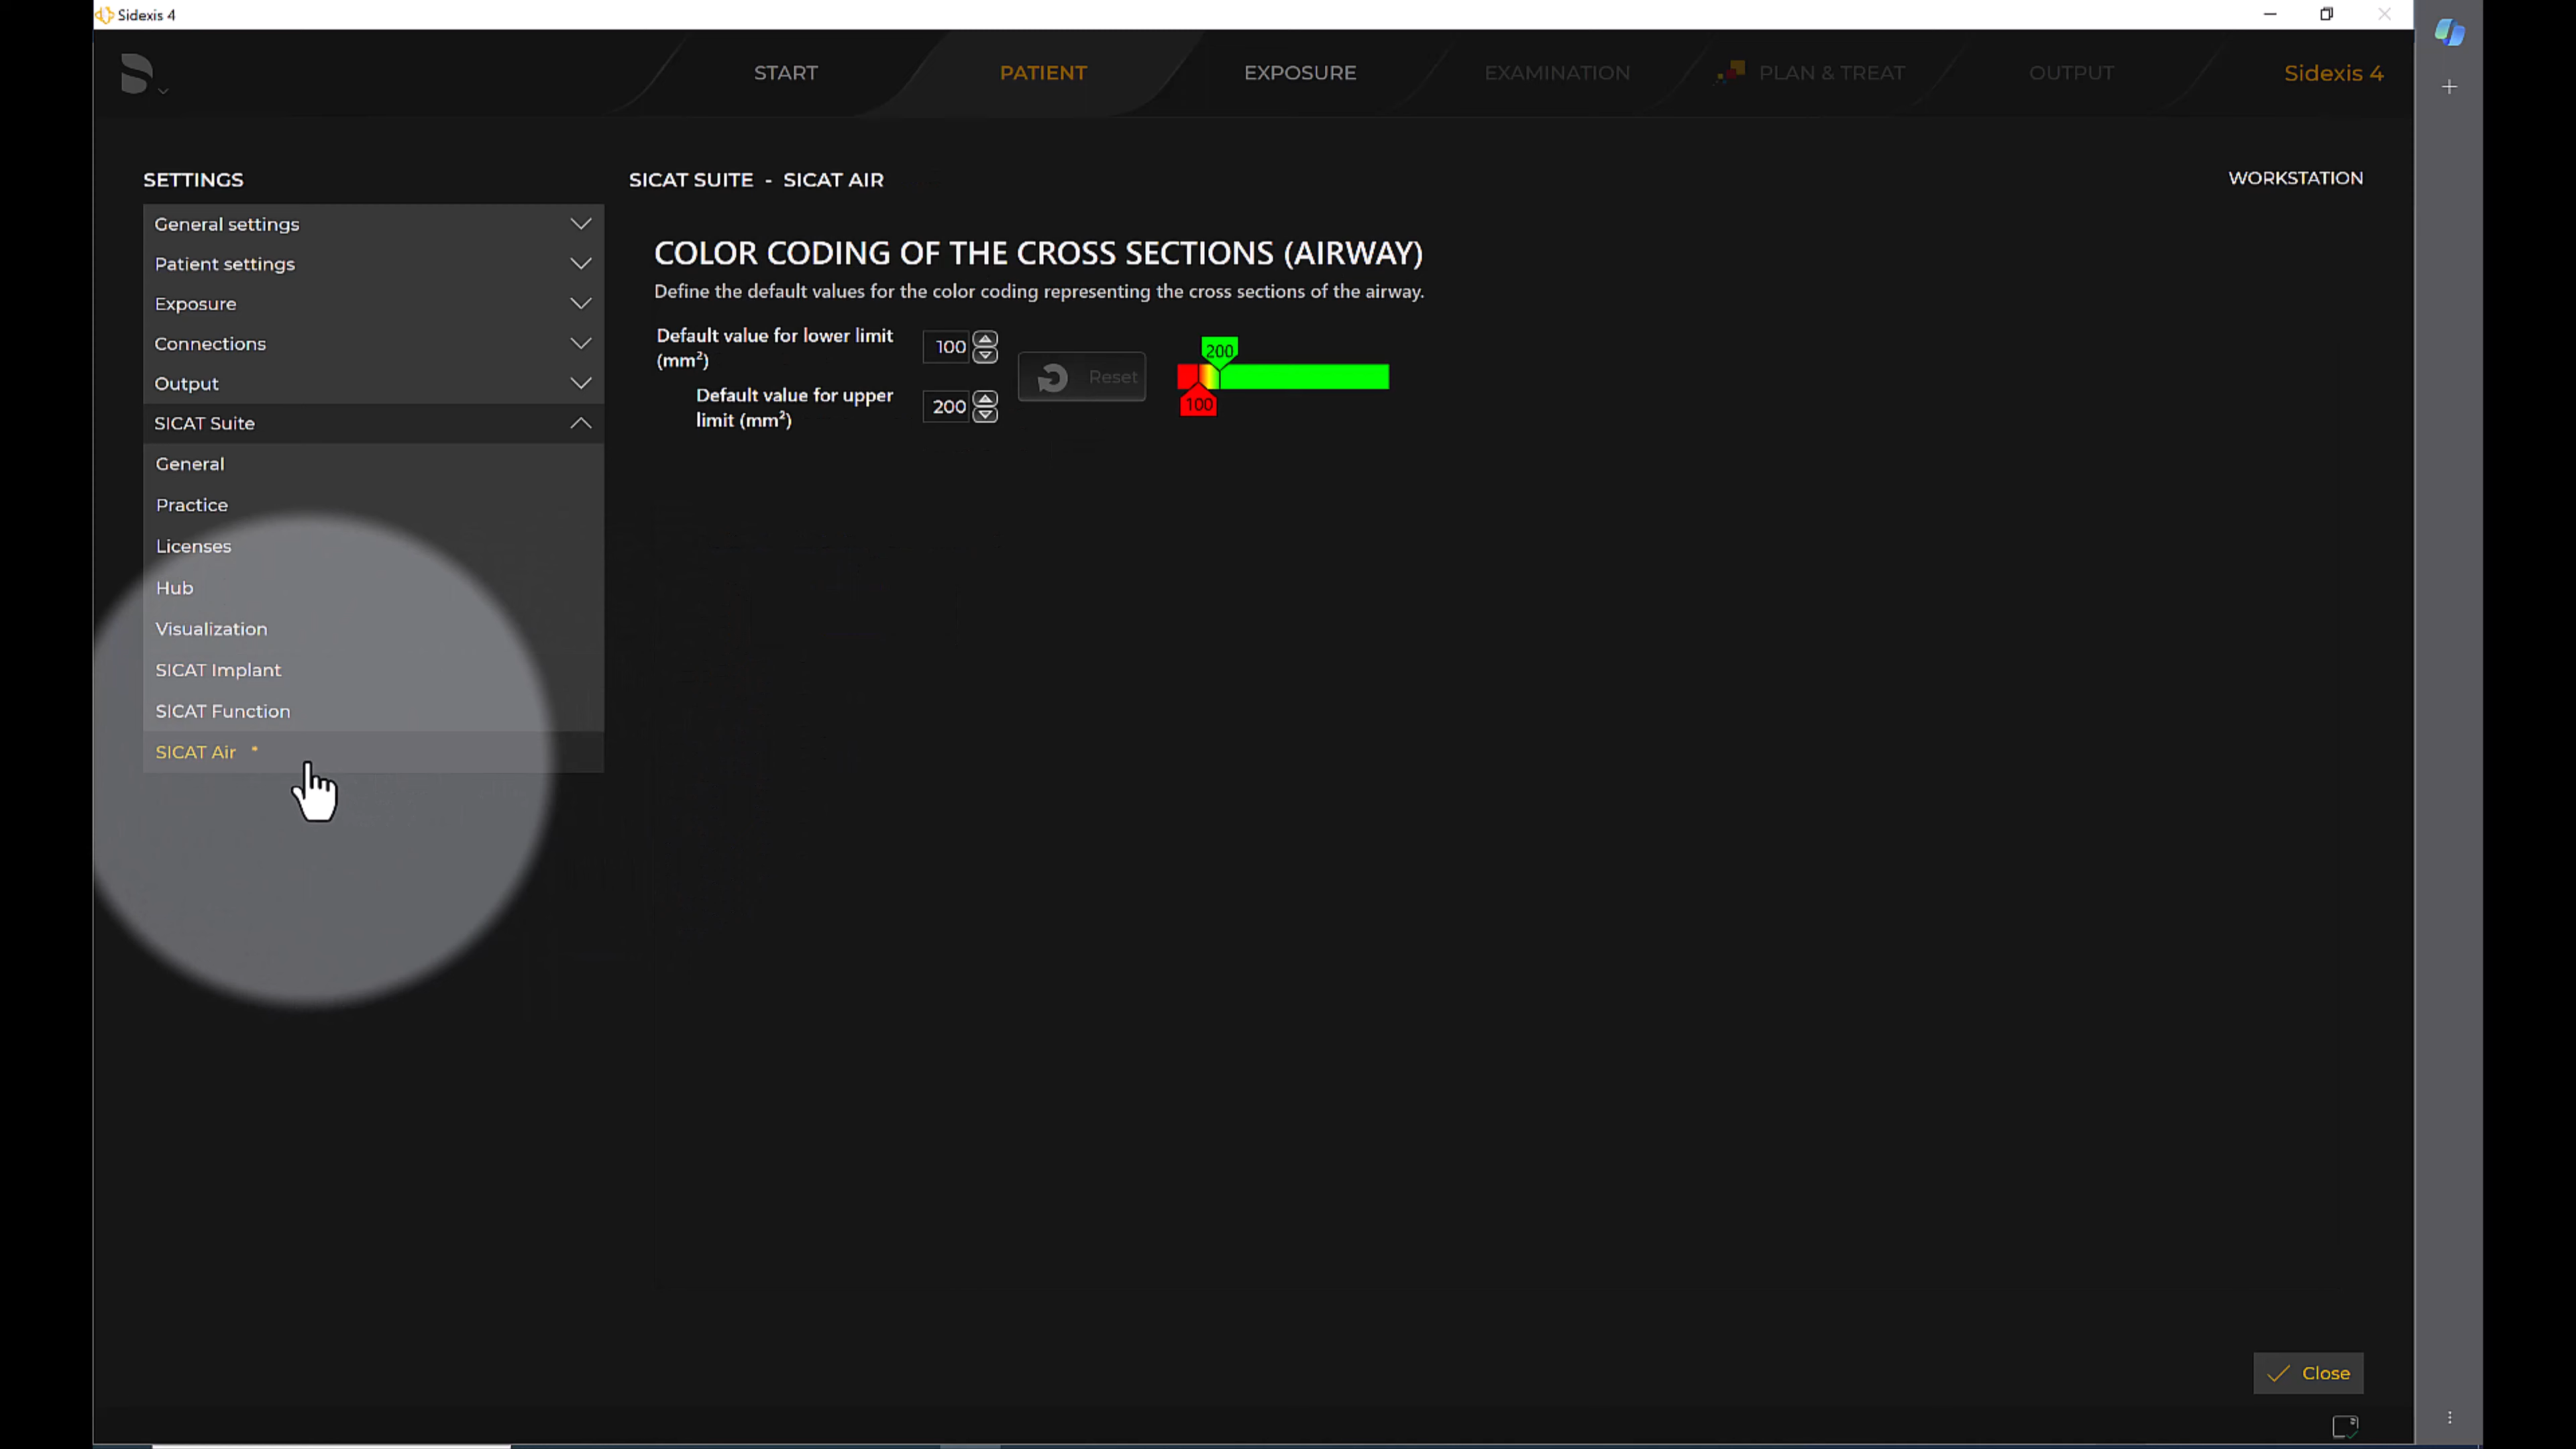 Sidexis 4
START
PATIENT
EXPOSURE
EXAMINATION
PLAN & TREAT
OUTPUT
Sidexis 4
SETTINGS
General settings
Patient settings
Exposure
Connections
Output
SICAT Suite
General
Practice
Licenses
Hub
Visualization
SICAT Implant
SICAT Function
SICAT Air *
SICAT SUITE - SICAT AIR
WORKSTATION
COLOR CODING OF THE CROSS SECTIONS (AIRWAY)
Define the default values for the color coding representing the cross sections of the airway.
Default value for lower limit
(mm²)
100
Default value for upper
limit (mm²)
200
Reset
200
100
Close